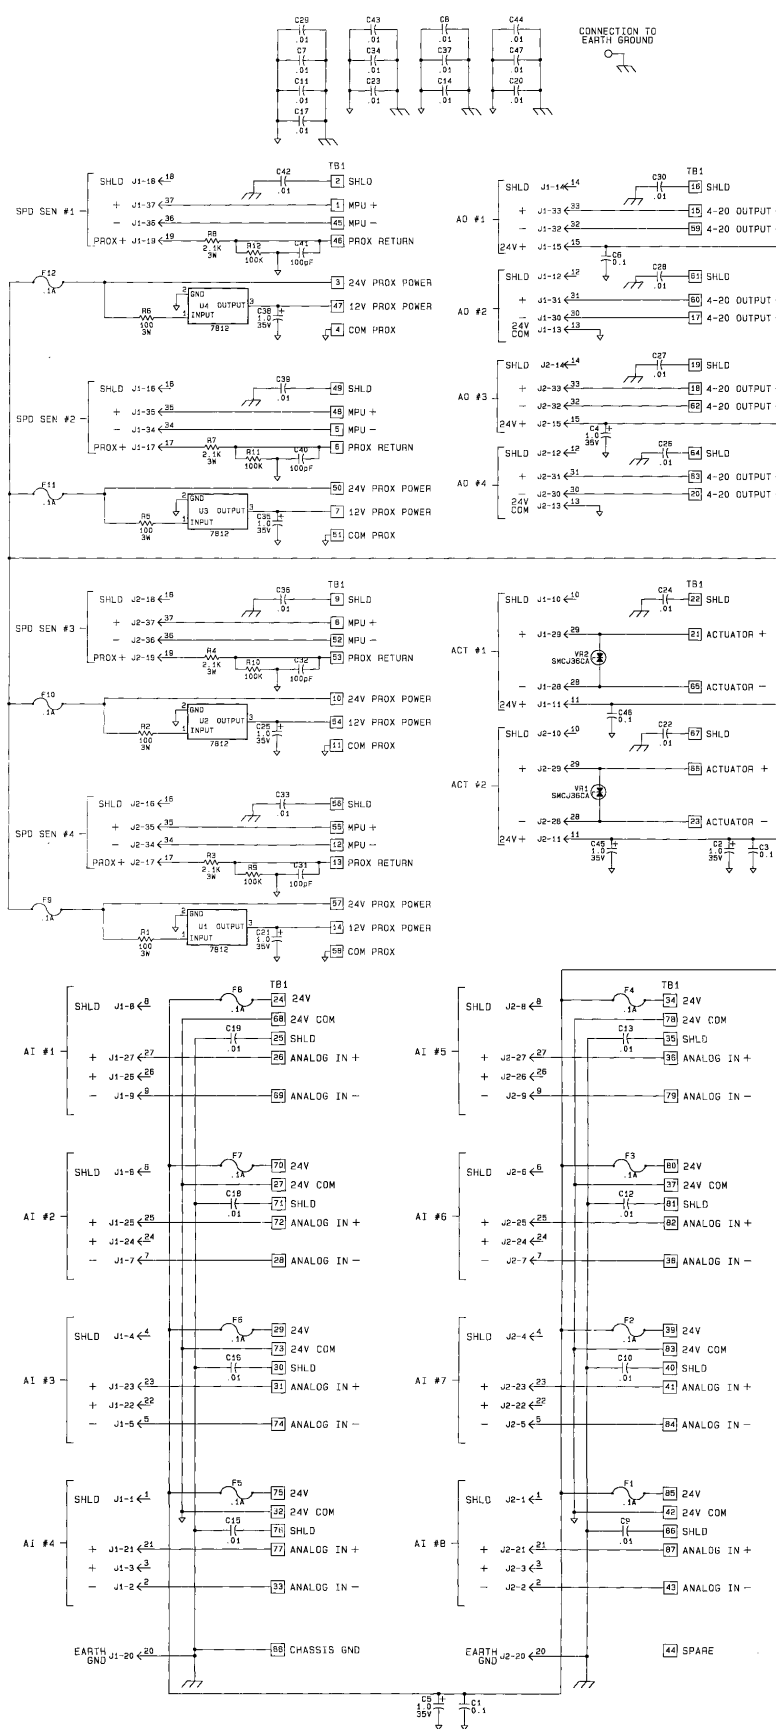 C29 .01
C7 .01
C11 .01
C17 .01
C43 .01
C34 .01
C23 .01
C8 .01
C37 .01
C14 .01
C44 .01
C47 .01
C20 .01
CONNECTION TO
EARTH GROUND
SPD SEN #1
TB1
SHLD J1-18 18 C42 .01 2 SHLD
+ J1-37 37 1 MPU +
- J1-36 36 45 MPU -
PROX+ J1-19 19 R8 2.1K 3W R12 100K C41 100pF 46 PROX RETURN
F12 .1A 3 24V PROX POWER
R6 100 3W 2 GND U4 OUTPUT 3 1 INPUT 7812 C38 1.0 35V + 47 12V PROX POWER
4 COM PROX
SPD SEN #2
SHLD J1-16 16 C39 .01 49 SHLD
+ J1-35 35 48 MPU +
- J1-34 34 5 MPU -
PROX+ J1-17 17 R7 2.1K 3W R11 100K C40 100pF 6 PROX RETURN
F11 .1A 50 24V PROX POWER
R5 100 3W 2 GND U3 OUTPUT 3 1 INPUT 7812 C35 1.0 35V + 7 12V PROX POWER
51 COM PROX
SPD SEN #3
TB1
SHLD J2-18 18 C36 .01 9 SHLD
+ J2-37 37 MPU +
- J2-36 36 52 MPU -
PROX+ J2-19 19 R4 2.1K 3W R10 100K C32 100pF 53 PROX RETURN
F10 .1A 10 24V PROX POWER
R2 100 3W 2 GND U2 OUTPUT 3 1 INPUT 7812 C25 1.0 35V + 54 12V PROX POWER
11 COM PROX
SPD SEN #4
SHLD J2-16 16 C33 .01 56 SHLD
+ J2-35 35 55 MPU +
- J2-34 34 12 MPU -
PROX+ J2-17 17 R3 2.1K 3W R9 100K C31 100pF 13 PROX RETURN
F9 .1A 57 24V PROX POWER
R1 100 3W 2 GND U1 OUTPUT 3 1 INPUT 7812 C21 1.0 35V + 14 12V PROX POWER
58 COM PROX
AO #1
TB1
SHLD J1-14 14 C30 .01 16 SHLD
+ J1-33 33 15 4-20 OUTPUT
- J1-32 32 59 4-20 OUTPUT
24V+ J1-15 15 C6 0.1
AO #2
SHLD J1-12 12 C28 .01 61 SHLD
+ J1-31 31 60 4-20 OUTPUT
- J1-30 30 17 4-20 OUTPUT
24V COM J1-13 13
AO #3
SHLD J2-14 14 C27 .01 19 SHLD
+ J2-33 33 18 4-20 OUTPUT
- J2-32 32 62 4-20 OUTPUT
24V+ J2-15 15 C4 1.0 35V +
AO #4
SHLD J2-12 12 C26 .01 64 SHLD
+ J2-31 31 63 4-20 OUTPUT
- J2-30 30 20 4-20 OUTPUT
24V COM J2-13 13
ACT #1
TB1
SHLD J1-10 10 C24 .01 22 SHLD
+ J1-29 29 21 ACTUATOR +
VR2 SMCJ36CA
- J1-28 28 65 ACTUATOR -
24V+ J1-11 11 C46 0.1
ACT #2
SHLD J2-10 10 C22 .01 67 SHLD
+ J2-29 29 ACTUATOR +
VR1 SMCJ36CA
- J2-28 28 23 ACTUATOR -
24V+ J2-11 11 C45 1.0 35V + C2 1.0 35V + C3 0.1
AI #1
TB1
SHLD J1-8 8 .1A 24 24V
68 24V COM
C19 .01 25 SHLD
+ J1-27 27 26 ANALOG IN +
+ J1-26 26
- J1-9 9 69 ANALOG IN -
AI #2
SHLD J1-6 6 F7 .1A 70 24V
27 24V COM
C18 .01 71 SHLD
+ J1-25 25 72 ANALOG IN +
+ J1-24 24
- J1-7 7 28 ANALOG IN -
AI #3
SHLD J1-4 4 F6 .1A 29 24V
73 24V COM
C16 .01 30 SHLD
+ J1-23 23 31 ANALOG IN +
+ J1-22 22
- J1-5 5 74 ANALOG IN -
AI #4
SHLD J1-1 1 F5 .1A 75 24V
32 24V COM
C15 .01 76 SHLD
+ J1-21 21 77 ANALOG IN +
+ J1-3 3
- J1-2 2 33 ANALOG IN -
EARTH GND J1-20 20 88 CHASSIS GND
AI #5
TB1
SHLD J2-8 8 F4 .1A 34 24V
78 24V COM
C13 .01 35 SHLD
+ J2-27 27 36 ANALOG IN +
+ J2-26 26
- J2-9 9 79 ANALOG IN -
AI #6
SHLD J2-6 6 F3 .1A 80 24V
37 24V COM
C12 .01 81 SHLD
+ J2-25 25 82 ANALOG IN +
+ J2-24 24
- J2-7 7 38 ANALOG IN -
AI #7
SHLD J2-4 4 F2 .1A 39 24V
83 24V COM
C10 .01 40 SHLD
+ J2-23 23 41 ANALOG IN +
+ J2-22 22
- J2-5 5 84 ANALOG IN -
AI #8
SHLD J2-1 1 F1 .1A 85 24V
42 24V COM
C9 .01 86 SHLD
+ J2-21 21 87 ANALOG IN +
+ J2-3 3
- J2-2 2 43 ANALOG IN -
EARTH GND J2-20 20 44 SPARE
C5 1.0 35V + C1 0.1